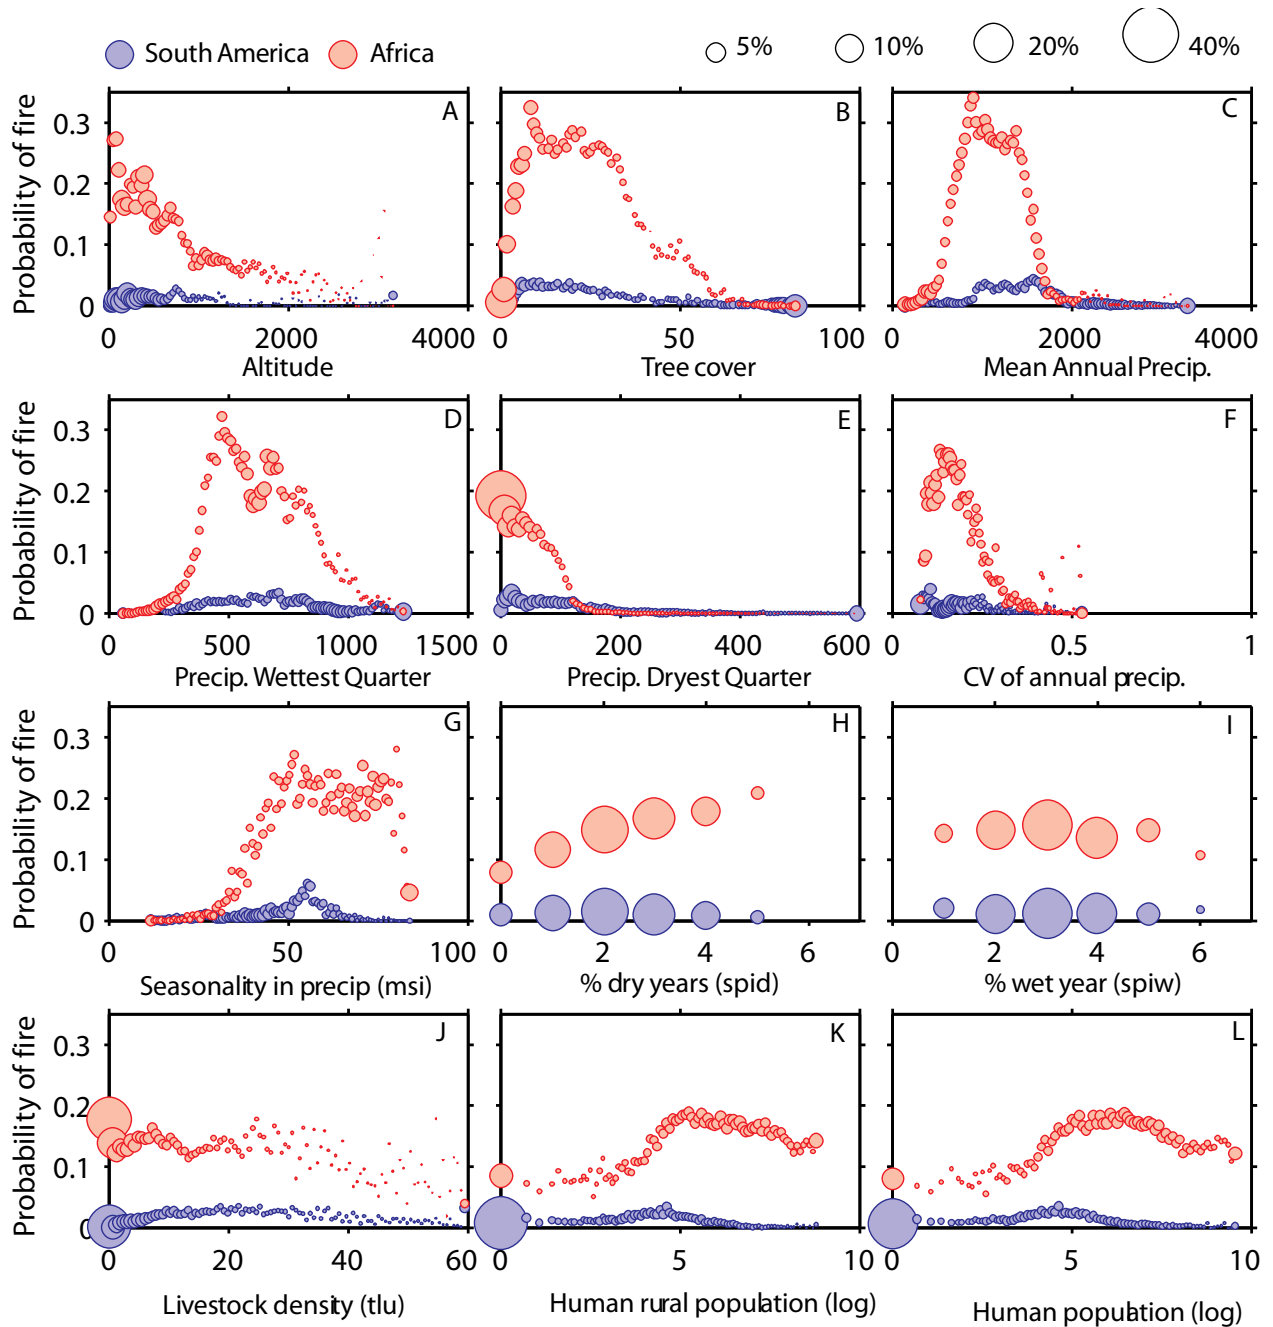 South America Africa 5% 10% 20% 40%
Probability of fire
0.3
0.2
0.1
0
A
0 2000 4000
Altitude
B
0 50 100
Tree cover
C
0 2000 4000
Mean Annual Precip.
Probability of fire
0.3
0.2
0.1
0
D
0 500 1000 1500
Precip. Wettest Quarter
E
0 200 400 600
Precip. Dryest Quarter
F
0 0.5 1
CV of annual precip.
Probability of fire
0.3
0.2
0.1
0
G
0 50 100
Seasonality in precip (msi)
H
0 2 4 6
% dry years (spid)
I
0 2 4 6
% wet year (spiw)
Probability of fire
0.3
0.2
0.1
0
J
0 20 40 60
Livestock density (tlu)
K
0 5 10
Human rural population (log)
L
0 5 10
Human population (log)